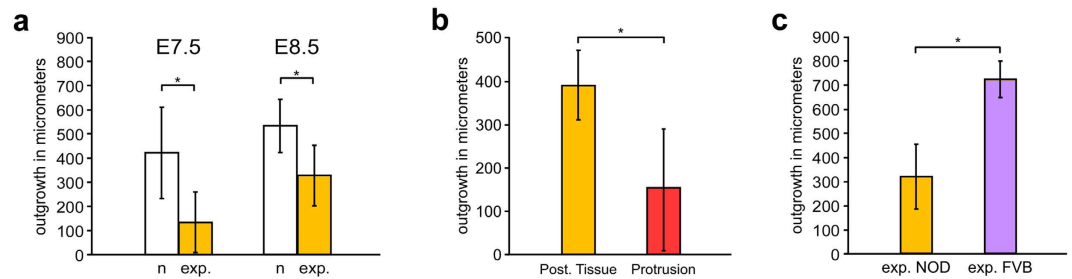 a
E7.5 E8.5
* *
900
800
700
600
500
400
300
200
100
0
outgrowth in micrometers
n exp. n exp.
b
*
500
400
300
200
100
0
outgrowth in micrometers
Post. Tissue Protrusion
c
*
900
800
700
600
500
400
300
200
100
0
outgrowth in micrometers
exp. NOD exp. FVB